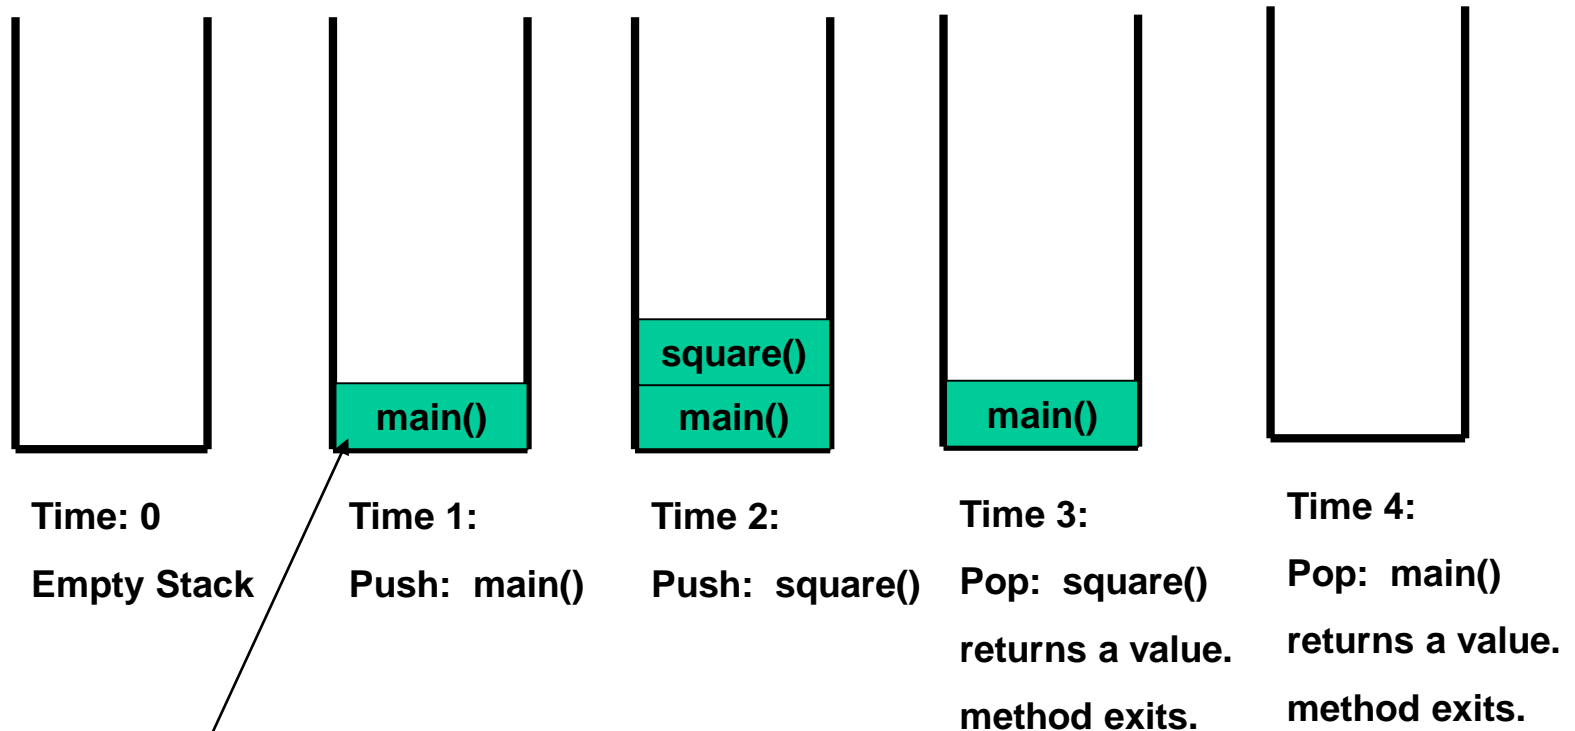 main()
square()
main()
main()
Time: 0
Empty Stack
Time 1:
Push: main()
Time 2:
Push: square()
Time 3:
Pop: square()
returns a value.
method exits.
Time 4:
Pop: main()
returns a value.
method exits.